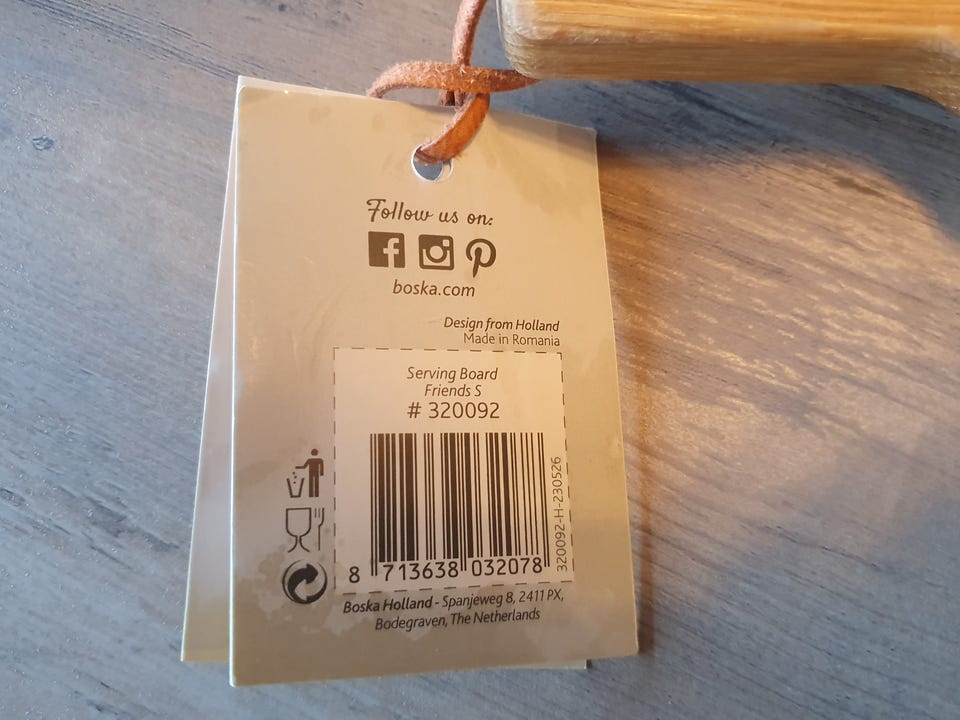 Follow us on:
boska.com
Design from Holland
Made in Romania
Serving Board
Friends S
# 320092
320092-H-230526
8 713638 032078
Boska Holland - Spanjeweg 8, 2411 PX,
Bodegraven, The Netherlands